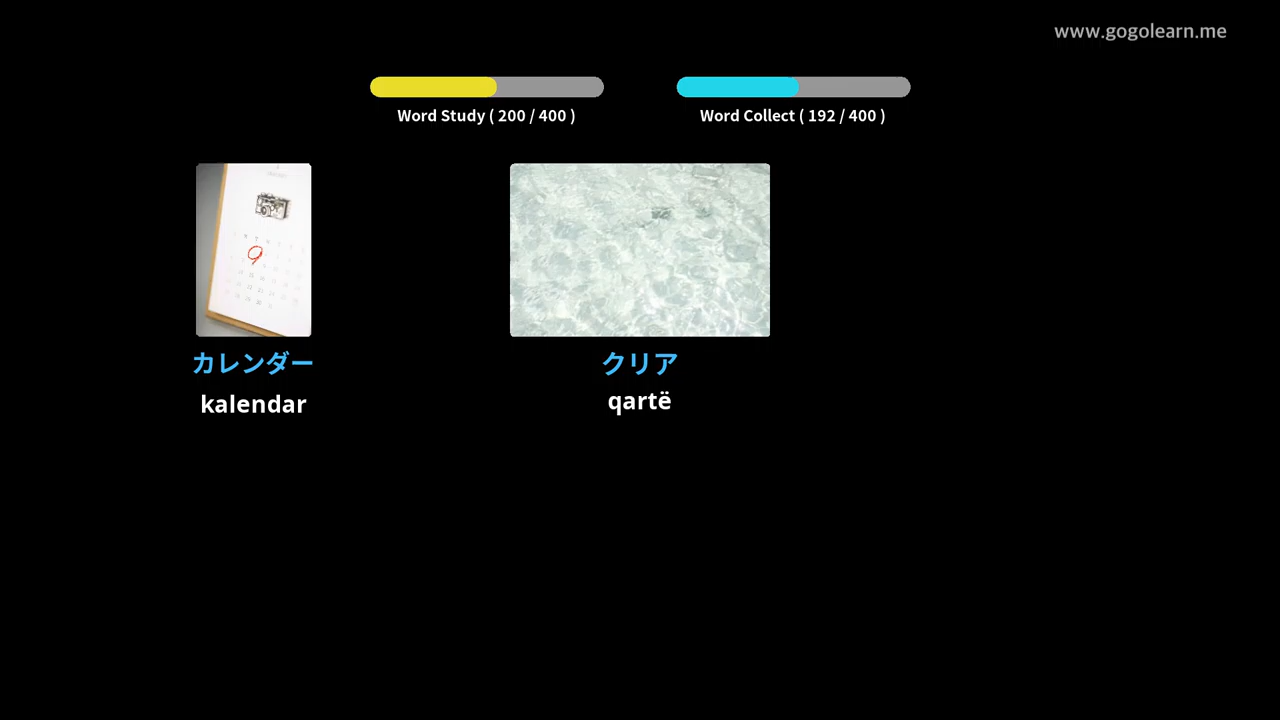 www.gogolearn.me
Word Study ( 200 / 400 )
Word Collect ( 192 / 400 )
カレンダー
kalendar
クリア
qartë